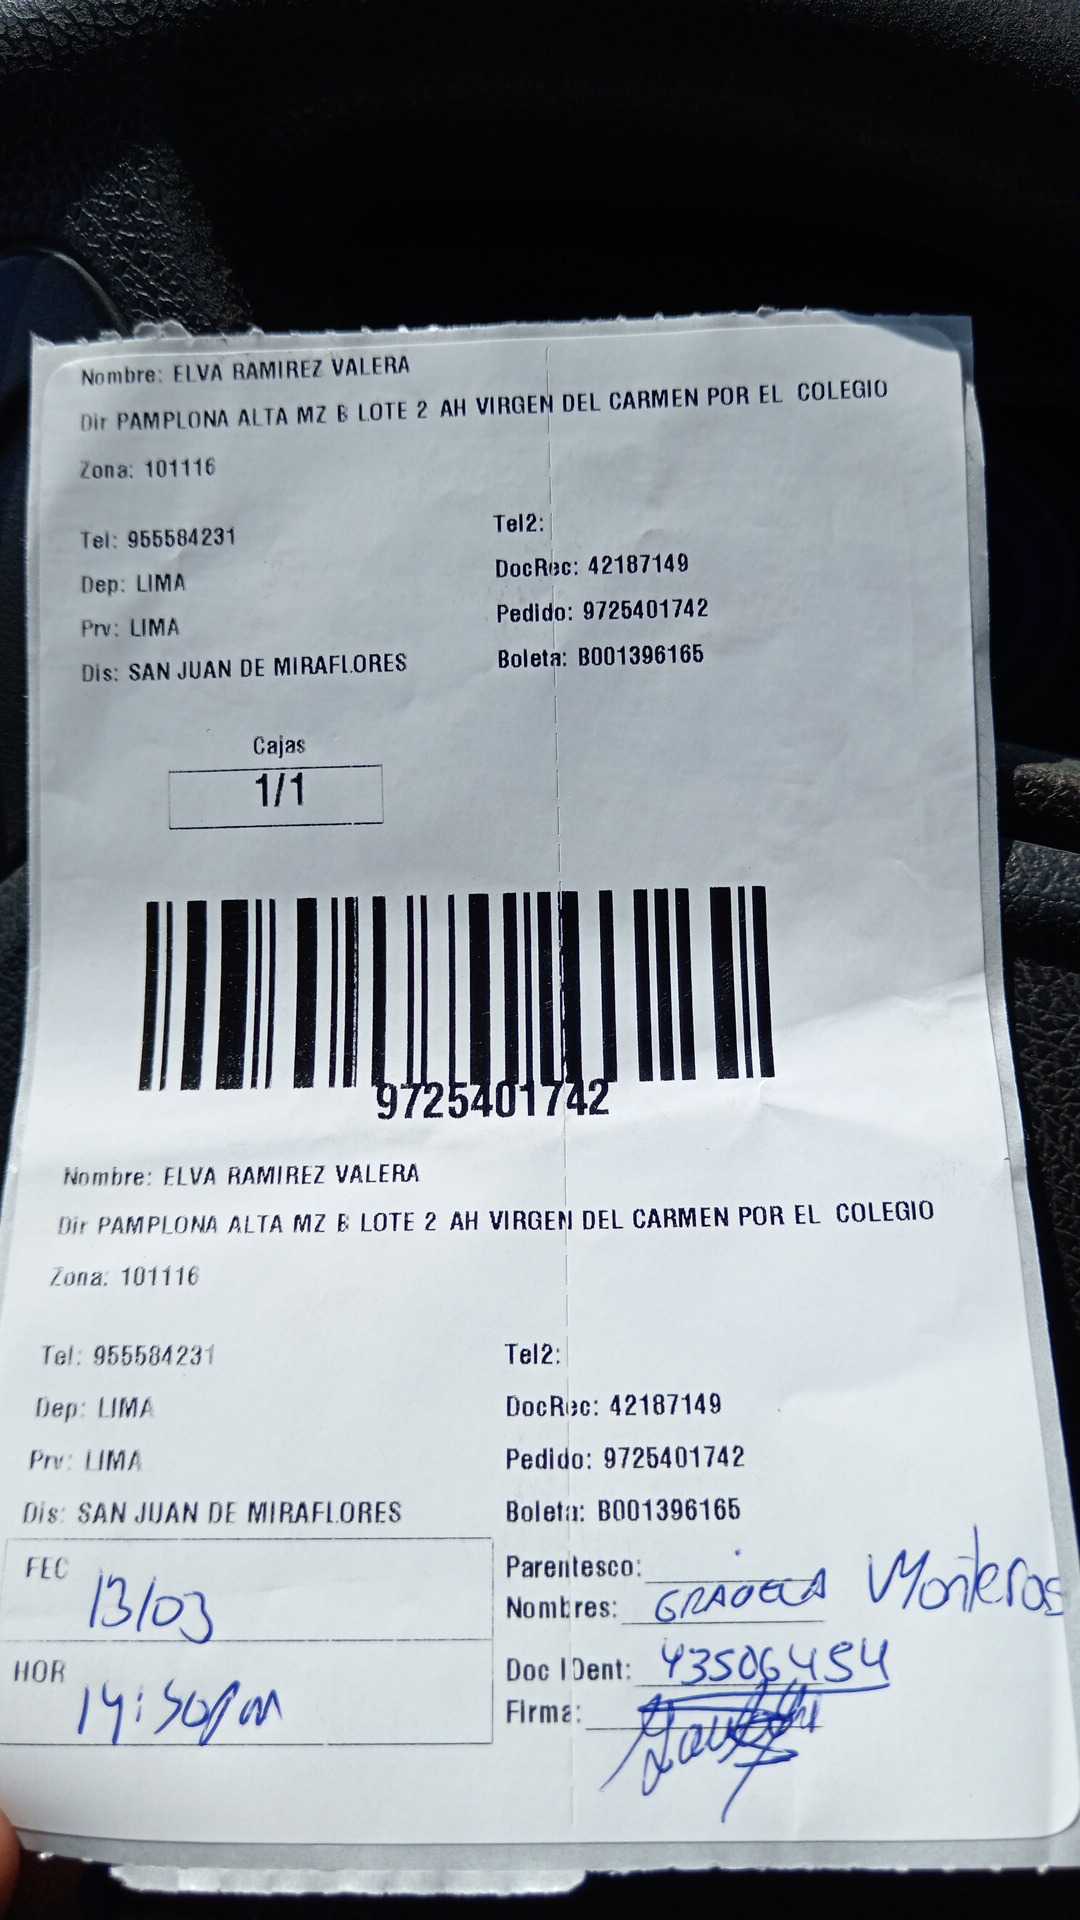 Nombre: ELVA RAMIREZ VALERA
Dir PAMPLONA ALTA MZ B LOTE 2 AH VIRGEN DEL CARMEN POR EL COLEGIO
Zona: 101116
Tel: 955584231 Tel2:
Dep: LIMA DocRec: 42187149
Prv: LIMA Pedido: 9725401742
Dis: SAN JUAN DE MIRAFLORES Boleta: B001396165
Cajas
1/1
9725401742
Nombre: ELVA RAMIREZ VALERA
Dir PAMPLONA ALTA MZ B LOTE 2 AH VIRGEN DEL CARMEN POR EL COLEGIO
Zona: 101116
Tel: 955584231 Tel2:
Dep: LIMA DocRec: 42187149
Prv: LIMA Pedido: 9725401742
Dis: SAN JUAN DE MIRAFLORES Boleta: B001396165
FEC 13/03
Parentesco:
Nombres: Monteros
HOR 14:50pm
Doc IDent: 43506454
Firma: